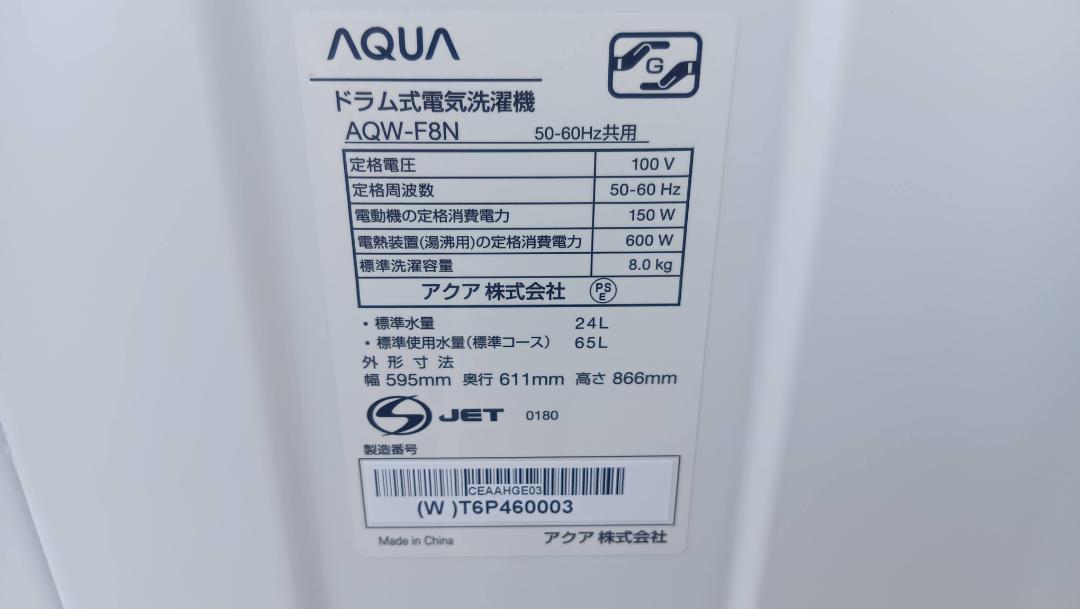 AQUA
G
ドラム式電気洗濯機
AQW-F8N 50-60Hz共用
定格電圧 100 V
定格周波数 50-60 Hz
電動機の定格消費電力 150 W
電熱装置(湯沸用)の定格消費電力 600 W
標準洗濯容量 8.0 kg
アクア 株式会社 PSE
・標準水量 24L
・標準使用水量(標準コース) 65L
外 形 寸 法
幅 595mm 奥行 611mm 高さ 866mm
S JET 0180
製造番号
CEAAHGE03
(W )T6P460003
Made in China アクア 株式会社